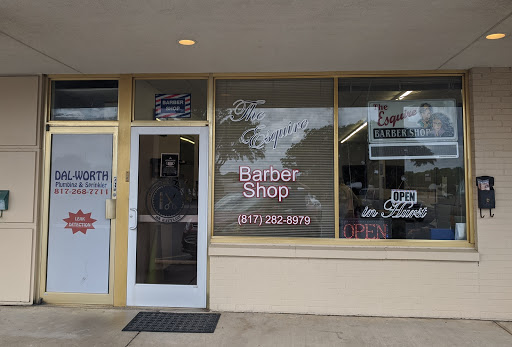 DAL-WORTH
Plumbing & Sprinkler
817-268-7711
LEAK
DETECTION
BARBER
SHOP
The
Esquire
Barber
Shop
(817) 282-8979
The
Esquire
BARBER SHOP
OPEN
in Hurst
OPEN